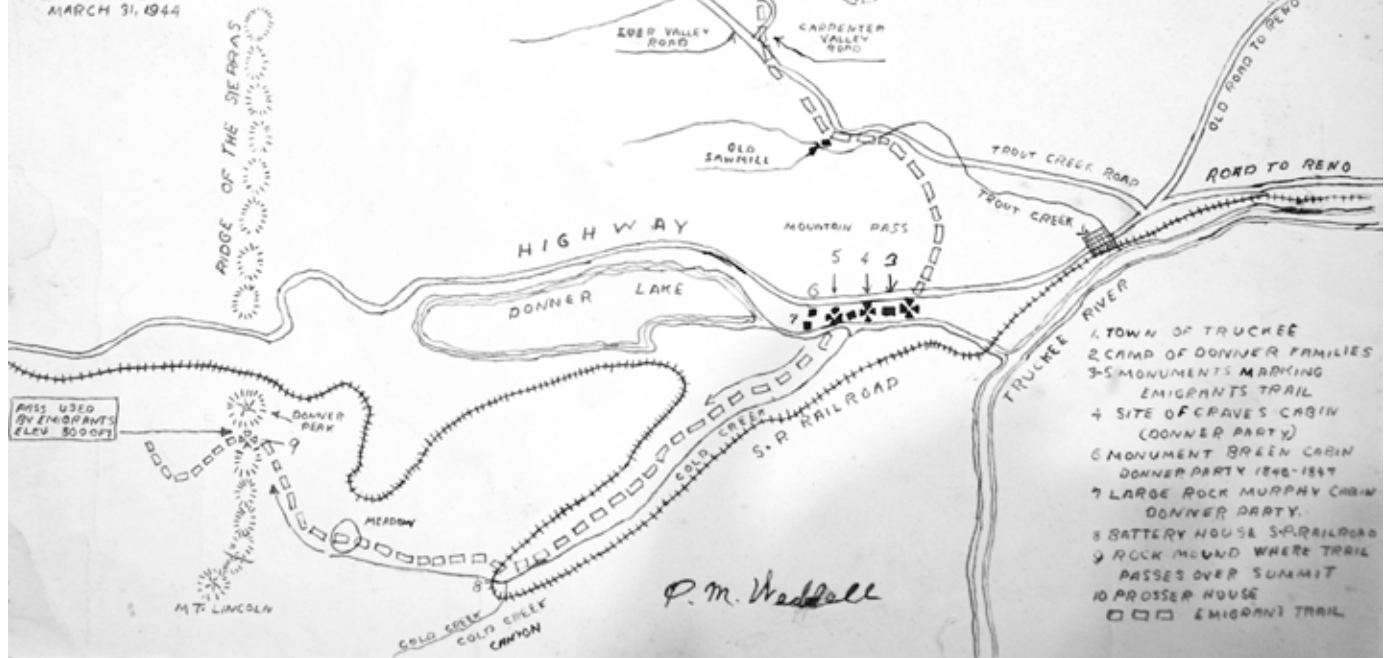 MARCH 31, 1944
RIDGE OF THE SIERRAS
EUER VALLEY
ROAD
CARPENTER
VALLEY
ROAD
OLD ROAD TO RENO
OLD
SAWMILL
TROUT CREEK ROAD
ROAD TO RENO
TROUT CREEK
HIGHWAY
MOUNTAIN PASS
5 4 3
6
7
DONNER LAKE
TRUCKEE RIVER
PASS USED
BY EMIGRANTS
ELEV 8000FT
DONNER
PEAK
9
MEADOW
COLD CREEK
S.P. RAILROAD
8
MT. LINCOLN
COLD CREEK
COLD CREEK
CANYON
P. M. Weddell
1. TOWN OF TRUCKEE
2 CAMP OF DONNER FAMILIES
3-5 MONUMENTS MARKING
EMIGRANTS TRAIL
4 SITE OF GRAVES CABIN
(DONNER PARTY)
6 MONUMENT BREEN CABIN
DONNER PARTY 1846-1847
7 LARGE ROCK MURPHY CABIN
DONNER PARTY.
8 BATTERY HOUSE S.P. RAILROAD
9 ROCK MOUND WHERE TRAIL
PASSES OVER SUMMIT
10 PROSSER HOUSE
EMIGRANT TRAIL